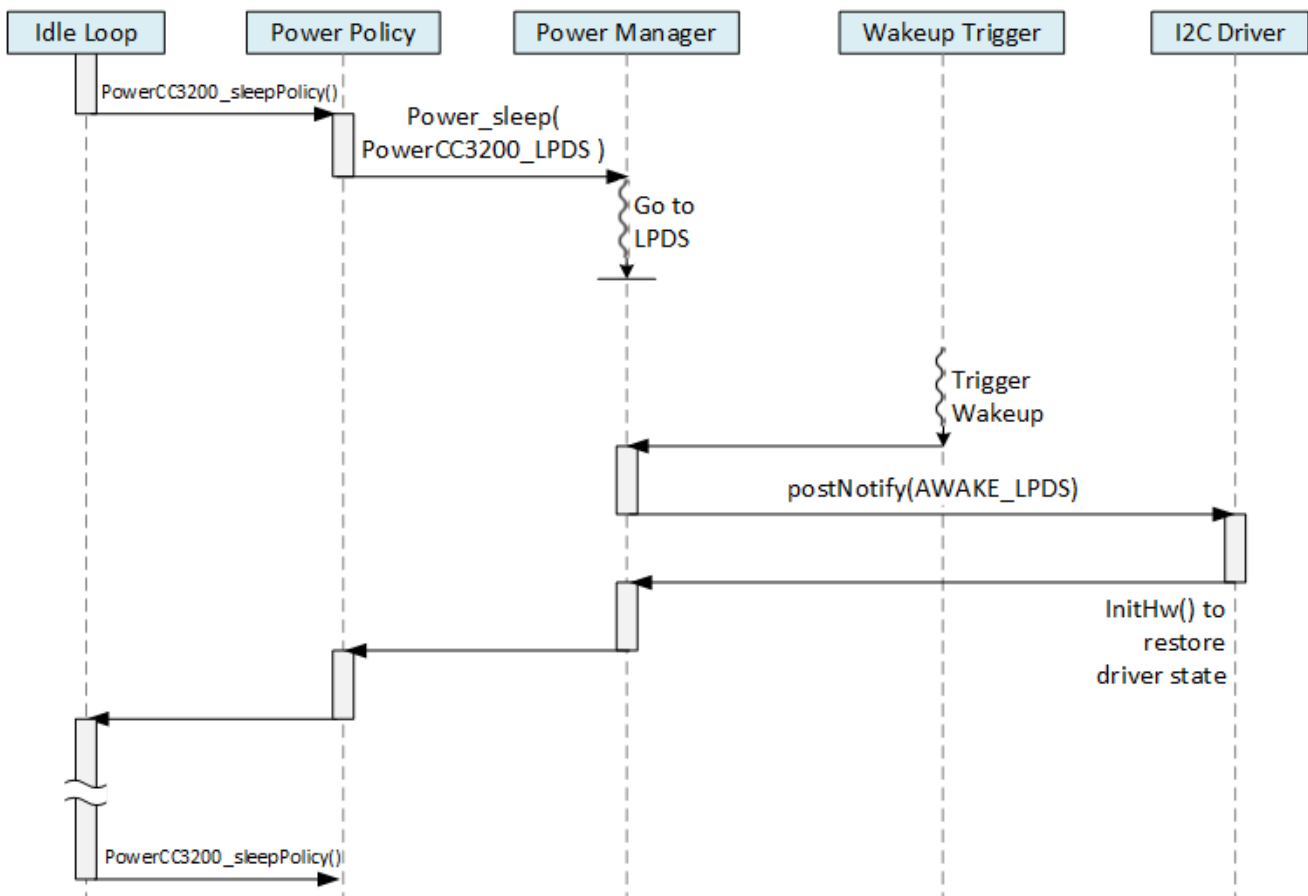 Idle Loop
Power Policy
Power Manager
Wakeup Trigger
I2C Driver
PowerCC3200_sleepPolicy()
Power_sleep(
PowerCC3200_LPDS )
Go to
LPDS
Trigger
Wakeup
postNotify(AWAKE_LPDS)
InitHw() to
restore
driver state
PowerCC3200_sleepPolicy()